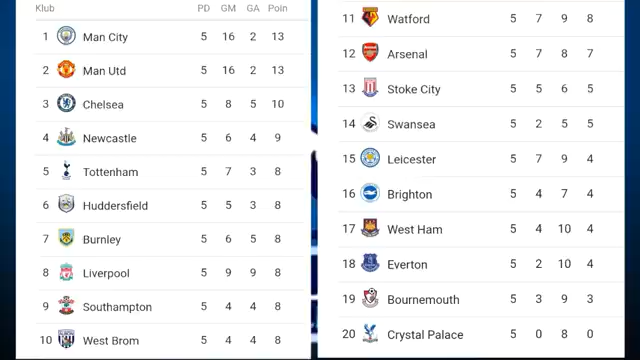 Klub PD GM GA Poin
1 Man City 5 16 2 13
2 Man Utd 5 16 2 13
3 Chelsea 5 8 5 10
4 Newcastle 5 6 4 9
5 Tottenham 5 7 3 8
6 Huddersfield 5 5 3 8
7 Burnley 5 6 5 8
8 Liverpool 5 9 9 8
9 Southampton 5 4 4 8
10 West Brom 5 4 4 8
11 Watford 5 7 9 8
12 Arsenal 5 7 8 7
13 Stoke City 5 5 6 5
14 Swansea 5 2 5 5
15 Leicester 5 7 9 4
16 Brighton 5 4 7 4
17 West Ham 5 4 10 4
18 Everton 5 2 10 4
19 Bournemouth 5 3 9 3
20 Crystal Palace 5 0 8 0